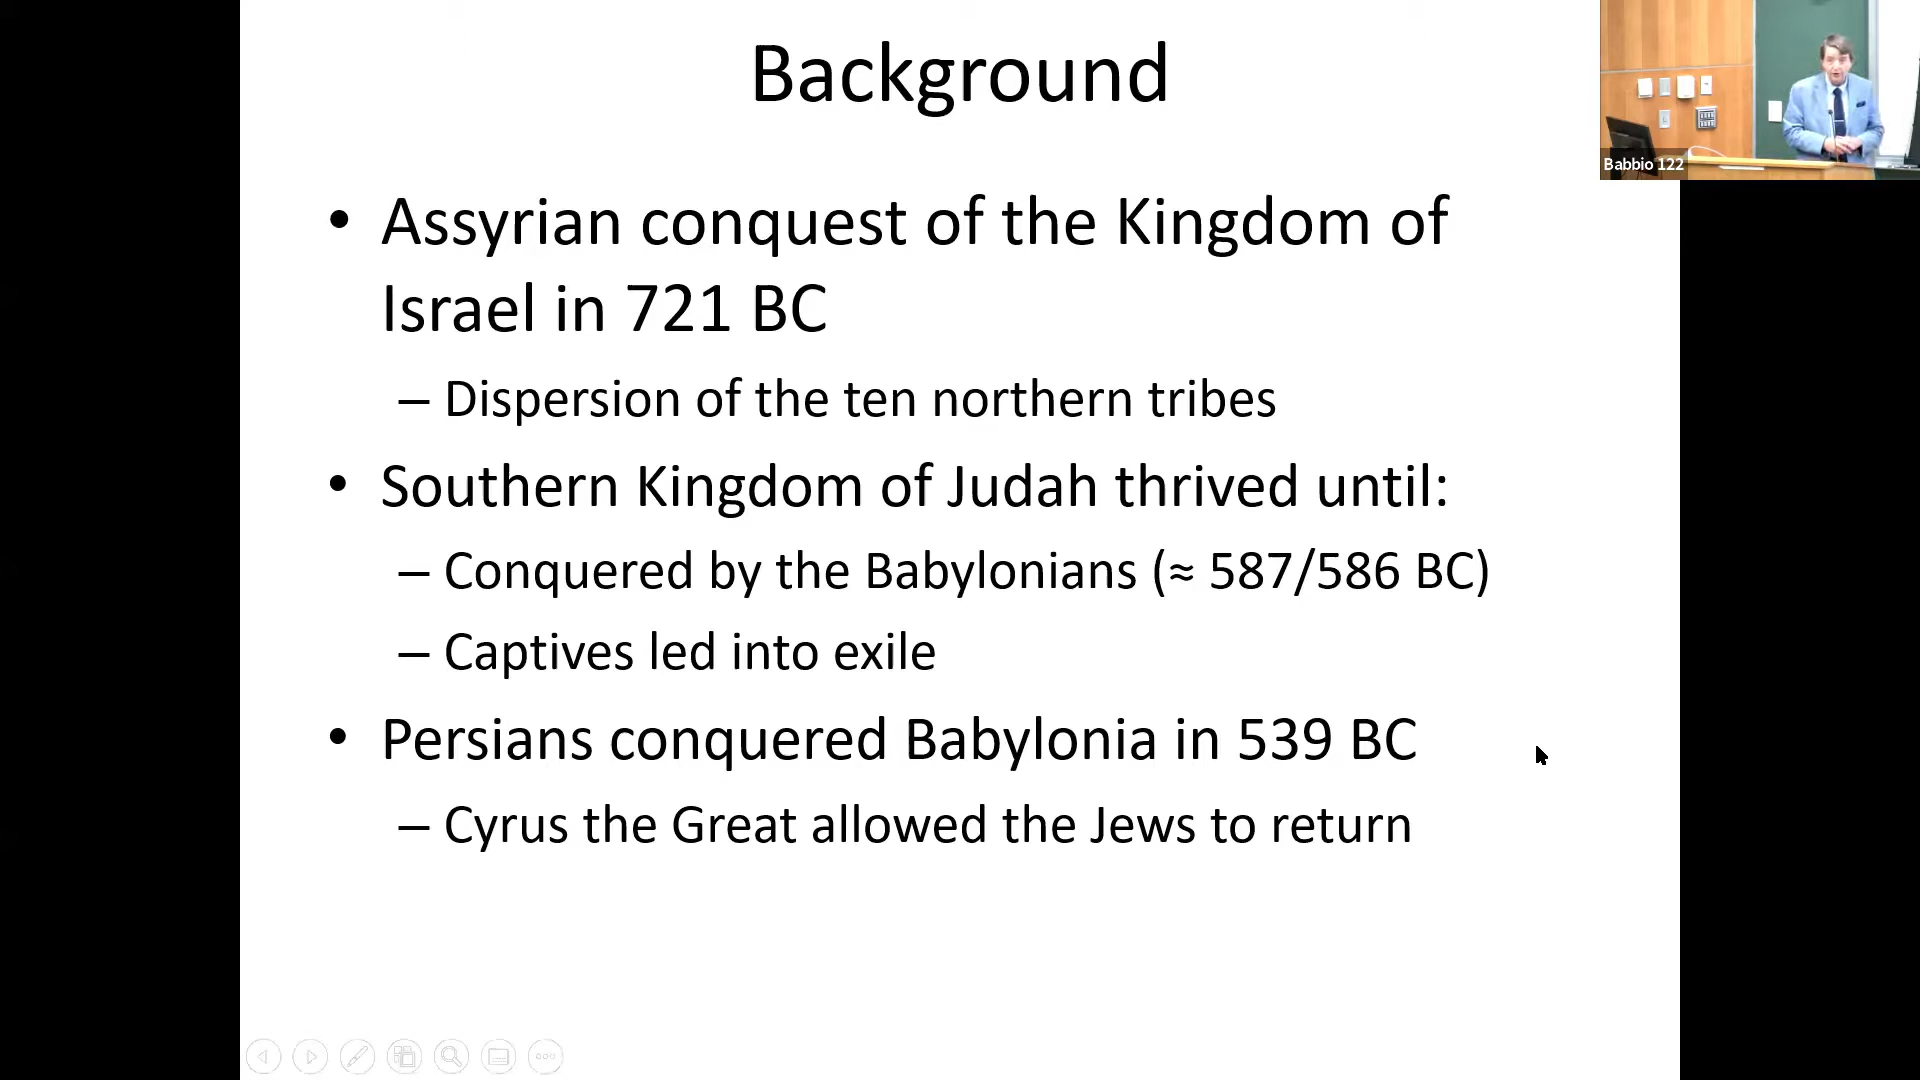 Background
• Assyrian conquest of the Kingdom of
Israel in 721 BC
– Dispersion of the ten northern tribes
• Southern Kingdom of Judah thrived until:
– Conquered by the Babylonians (≈ 587/586 BC)
– Captives led into exile
• Persians conquered Babylonia in 539 BC
– Cyrus the Great allowed the Jews to return
Babbio 122